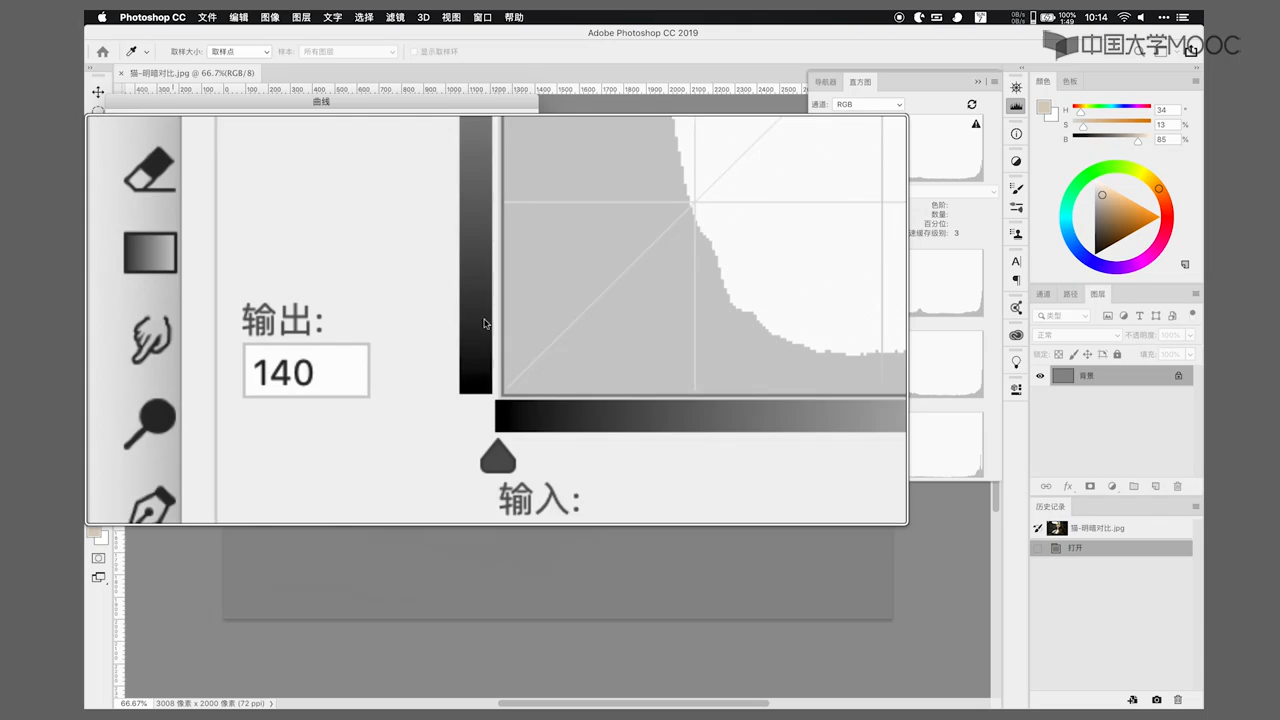 Photoshop CC 文件 编辑 图像 图层 文字 选择 滤镜 3D 视图 窗口 帮助
0B/s 0B/s 100% 1:49 10:14
Adobe Photoshop CC 2019
中国大学MOOC
取样大小: 取样点 样本: 所有图层 显示取样环
猫-明暗对比.jpg @ 66.7%(RGB/8)
导航器 直方图
颜色 色板
曲线
通道: RGB
H 34 °
S 13 %
B 85 %
色阶:
数量:
百分位:
速缓存级别: 3
通道 路径 图层
类型
正常 不透明度: 100%
锁定: 填充: 100%
背景
输出:
140
输入:
历史记录
猫-明暗对比.jpg
打开
66.67% 3008 像素 x 2000 像素 (72 ppi)